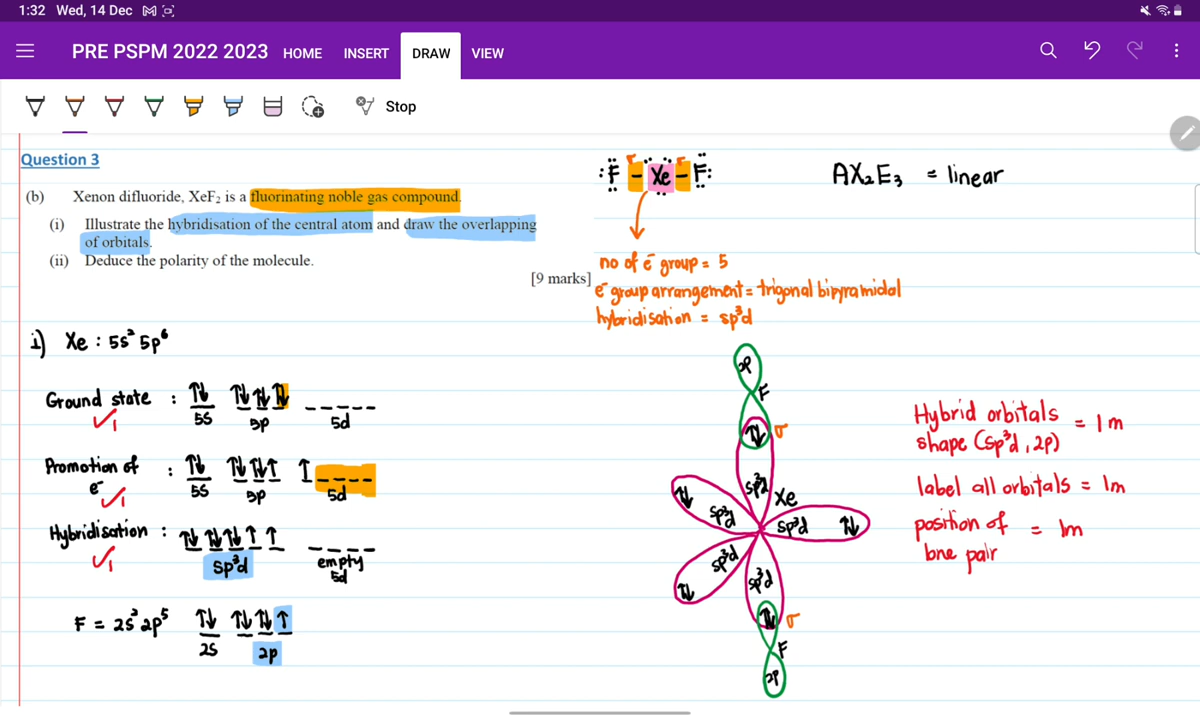 1:32 Wed, 14 Dec
PRE PSPM 2022 2023 HOME INSERT DRAW VIEW
Stop
Question 3
(b) Xenon difluoride, XeF₂ is a fluorinating noble gas compound.
(i) Illustrate the hybridisation of the central atom and draw the overlapping
of orbitals.
(ii) Deduce the polarity of the molecule.
[9 marks]
:F̈ - Xe - F̈:
AX₂E₃ = linear
no of ē group = 5
ē group arrangement = trigonal bipyramidal
hybridisation = sp³d
i) Xe : 5s² 5p⁶
Ground state : ↑↓ ↑↓ ↑↓ ↑↓ _ _ _ _ _
✓1 5s 5p 5d
Promotion of : ↑↓ ↑↓ ↑↓ ↑ ↑ _ _ _ _
ē ✓1 5s 5p 5d
Hybridisation : ↑↓ ↑↓ ↑↓ ↑ ↑ _ _ _ _
✓1 sp³d empty
5d
F = 2s² 2p⁵ ↑↓ ↑↓ ↑↓ ↑
2s 2p
2p
F
↑↓ σ
sp³d
Xe
↑↓ sp³d
sp³d ↑↓
sp³d ↑↓
sp³d
↑↓ σ
F
2p
Hybrid orbitals
shape (sp³d, 2p) = 1m
label all orbitals = 1m
position of = 1m
lone pair